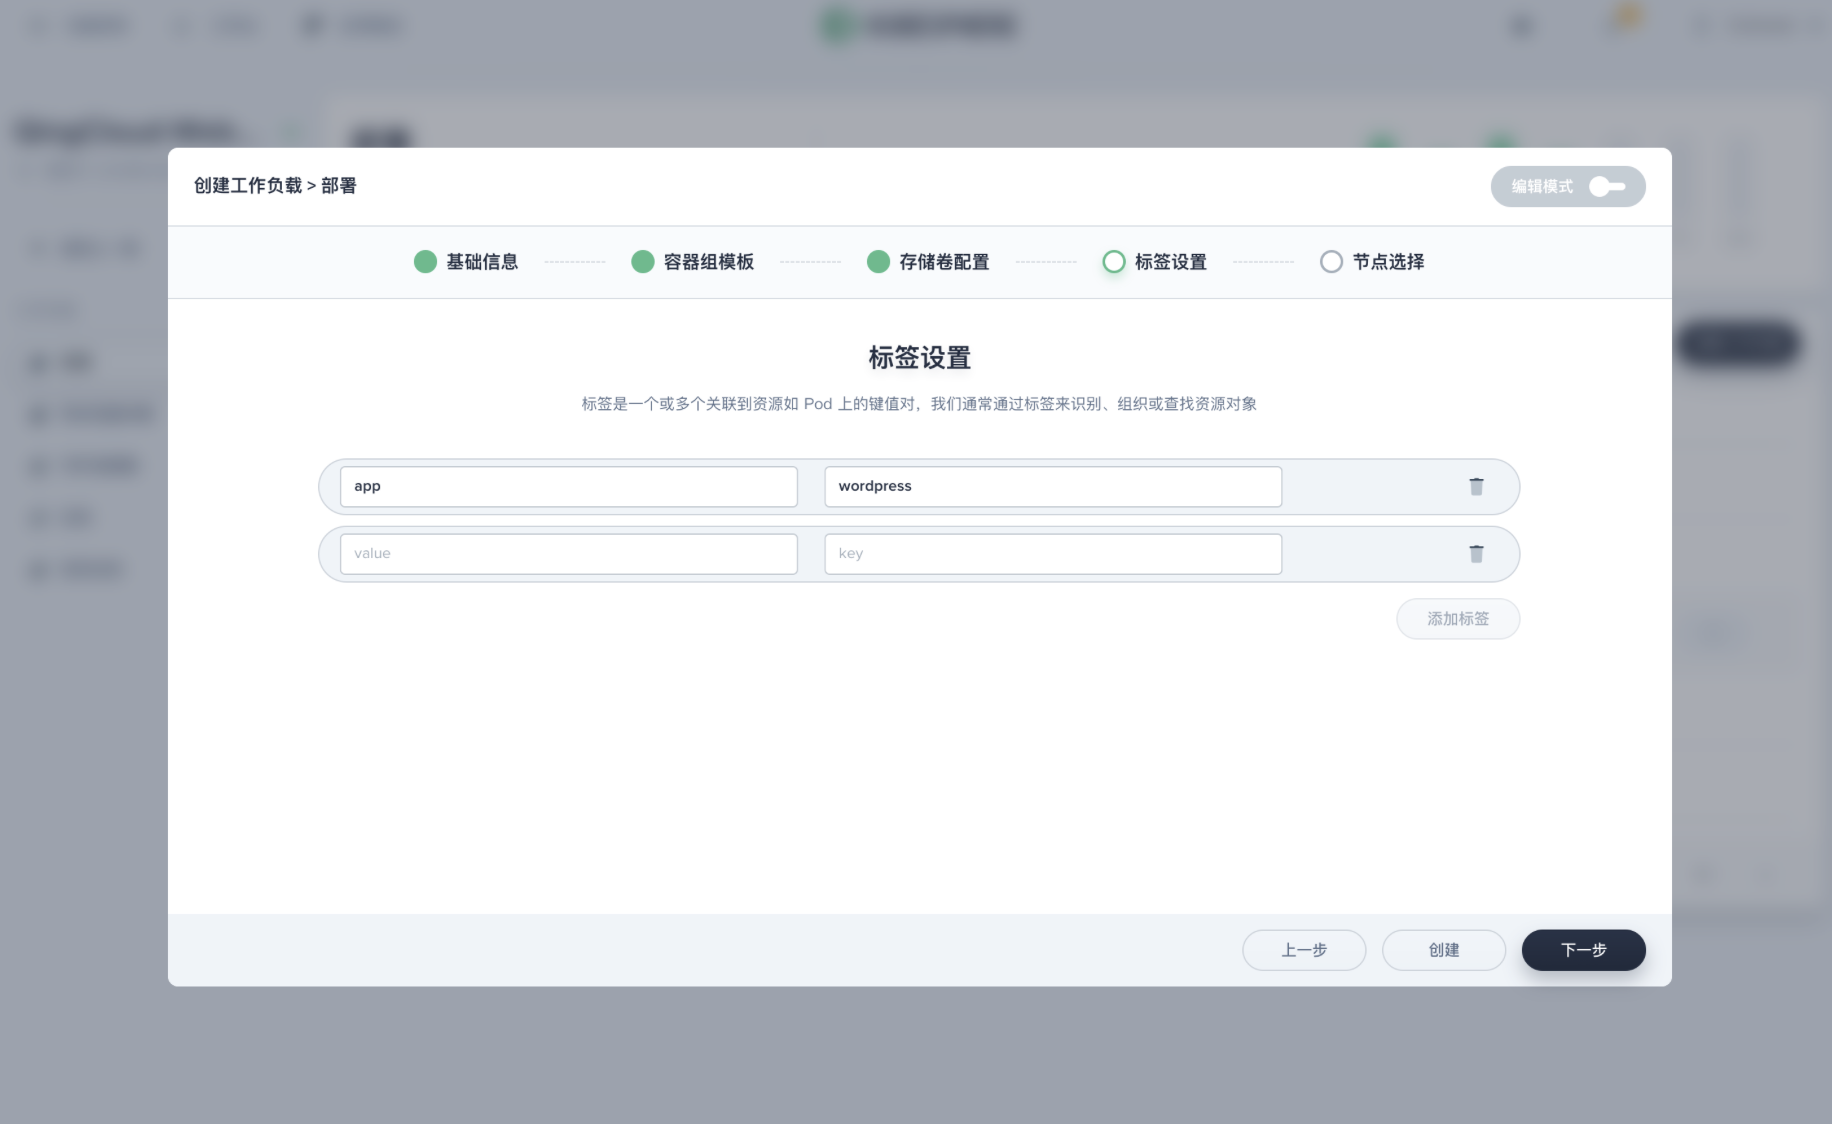 创建工作负载 > 部署
编辑模式
基础信息
容器组模板
存储卷配置
标签设置
节点选择
标签设置
标签是一个或多个关联到资源如 Pod 上的键值对，我们通常通过标签来识别、组织或查找资源对象
app
wordpress
value
key
添加标签
上一步
创建
下一步